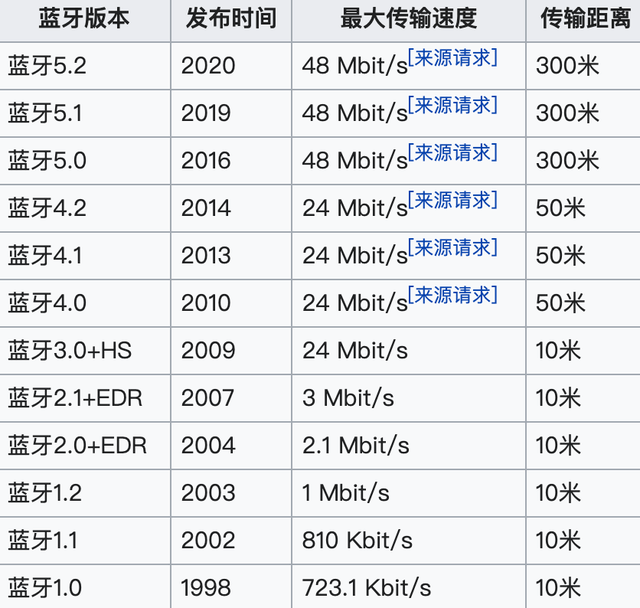 蓝牙版本 发布时间 最大传输速度 传输距离
蓝牙5.2 2020 48 Mbit/s[来源请求] 300米
蓝牙5.1 2019 48 Mbit/s[来源请求] 300米
蓝牙5.0 2016 48 Mbit/s[来源请求] 300米
蓝牙4.2 2014 24 Mbit/s[来源请求] 50米
蓝牙4.1 2013 24 Mbit/s[来源请求] 50米
蓝牙4.0 2010 24 Mbit/s[来源请求] 50米
蓝牙3.0+HS 2009 24 Mbit/s 10米
蓝牙2.1+EDR 2007 3 Mbit/s 10米
蓝牙2.0+EDR 2004 2.1 Mbit/s 10米
蓝牙1.2 2003 1 Mbit/s 10米
蓝牙1.1 2002 810 Kbit/s 10米
蓝牙1.0 1998 723.1 Kbit/s 10米